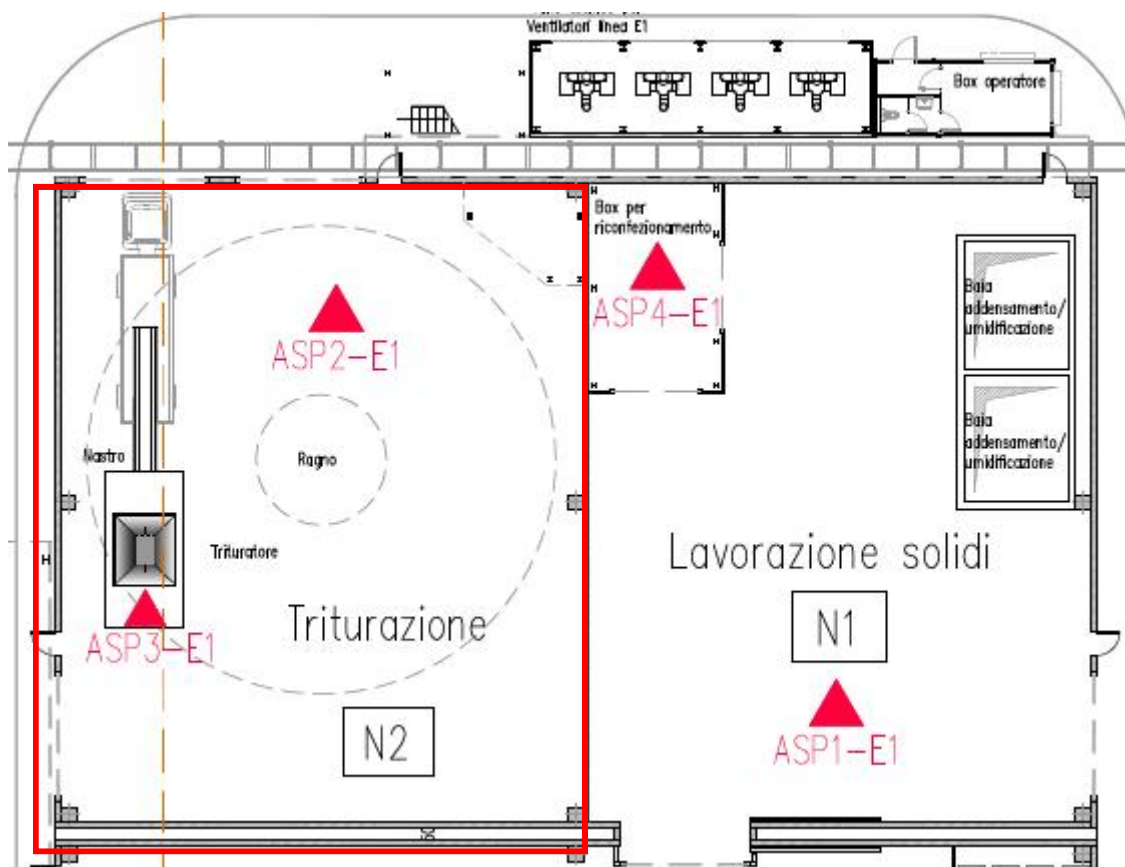 Ventilatori linea E1
Box operatore
Box per
riconfezionamento
ASP4-E1
ASP2-E1
Baia
addensamento/
umidificazione
Nastro
Ragno
Baia
addensamento/
umidificazione
Trituratore
Lavorazione solidi
Triturazione
N1
ASP3-E1
N2
ASP1-E1